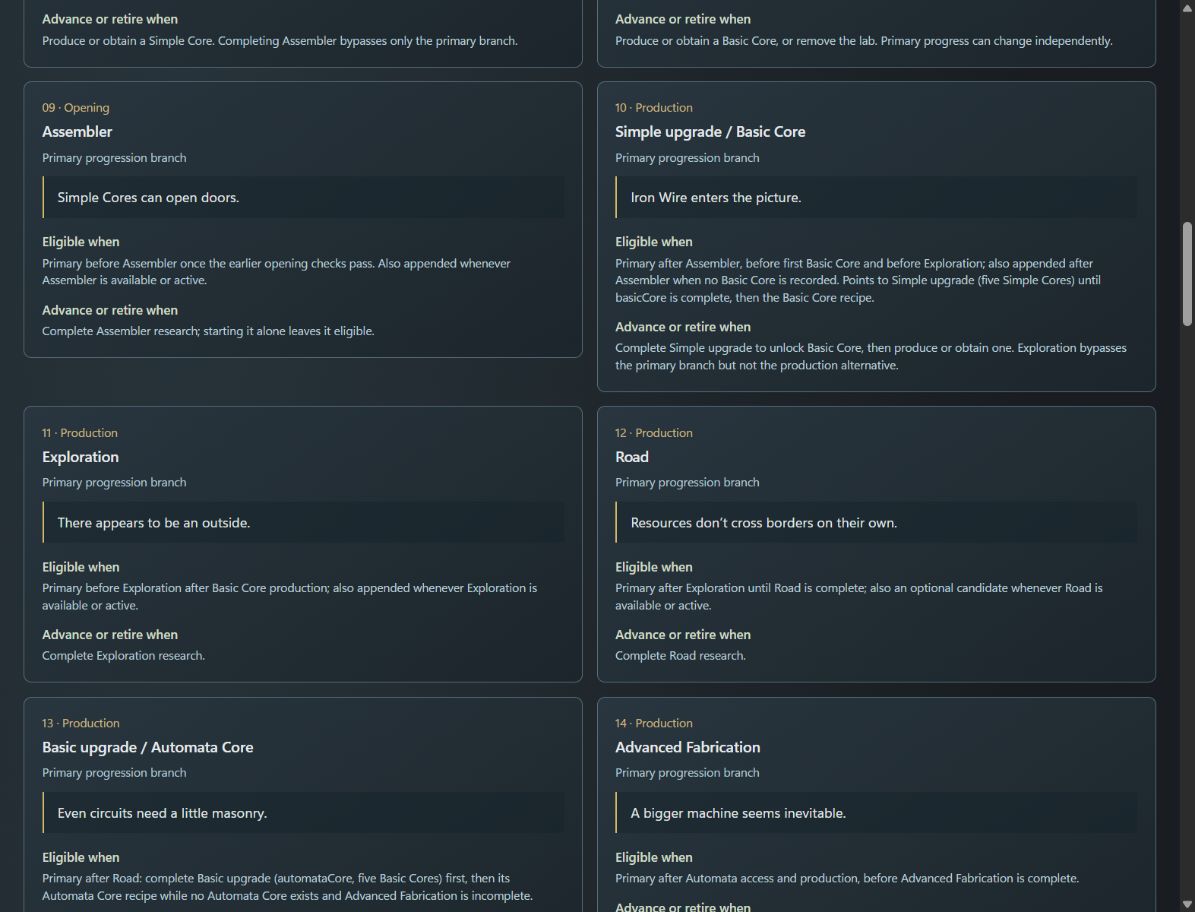 Advance or retire when
Produce or obtain a Simple Core. Completing Assembler bypasses only the primary branch.
Advance or retire when
Produce or obtain a Basic Core, or remove the lab. Primary progress can change independently.
09 · Opening
Assembler
Primary progression branch
Simple Cores can open doors.
Eligible when
Primary before Assembler once the earlier opening checks pass. Also appended whenever
Assembler is available or active.
Advance or retire when
Complete Assembler research; starting it alone leaves it eligible.
10 · Production
Simple upgrade / Basic Core
Primary progression branch
Iron Wire enters the picture.
Eligible when
Primary after Assembler, before first Basic Core and before Exploration; also appended after
Assembler when no Basic Core is recorded. Points to Simple upgrade (five Simple Cores) until
basicCore is complete, then the Basic Core recipe.
Advance or retire when
Complete Simple upgrade to unlock Basic Core, then produce or obtain one. Exploration bypasses
the primary branch but not the production alternative.
11 · Production
Exploration
Primary progression branch
There appears to be an outside.
Eligible when
Primary before Exploration after Basic Core production; also appended whenever Exploration is
available or active.
Advance or retire when
Complete Exploration research.
12 · Production
Road
Primary progression branch
Resources don't cross borders on their own.
Eligible when
Primary after Exploration until Road is complete; also an optional candidate whenever Road is
available or active.
Advance or retire when
Complete Road research.
13 · Production
Basic upgrade / Automata Core
Primary progression branch
Even circuits need a little masonry.
Eligible when
Primary after Road: complete Basic upgrade (automataCore, five Basic Cores) first, then its
Automata Core recipe while no Automata Core exists and Advanced Fabrication is incomplete.
14 · Production
Advanced Fabrication
Primary progression branch
A bigger machine seems inevitable.
Eligible when
Primary after Automata access and production, before Advanced Fabrication is complete.
Advance or retire when